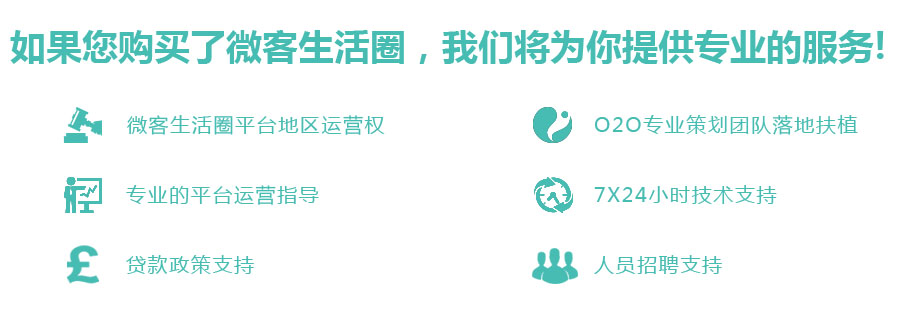 如果您购买了微客生活圈，我们将为你提供专业的服务!
微客生活圈平台地区运营权
O2O专业策划团队落地扶植
专业的平台运营指导
7X24小时技术支持
贷款政策支持
人员招聘支持